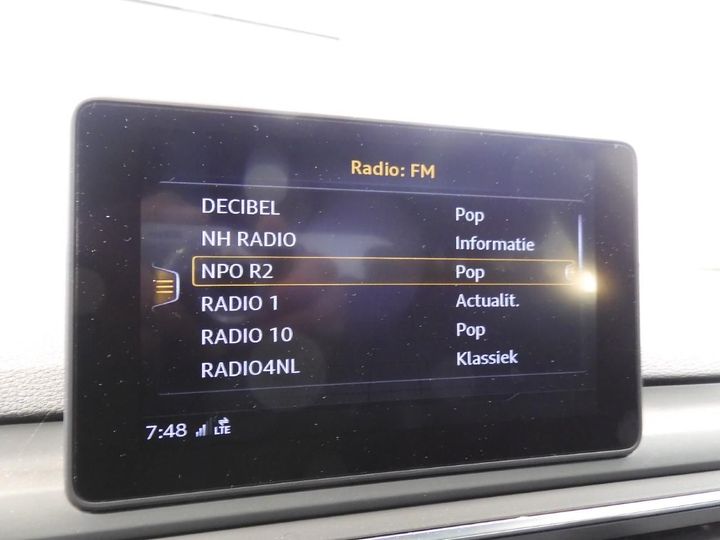 Radio: FM
DECIBEL Pop
NH RADIO Informatie
NPO R2 Pop
RADIO 1 Actualit.
RADIO 10 Pop
RADIO4NL Klassiek
7:48 LTE